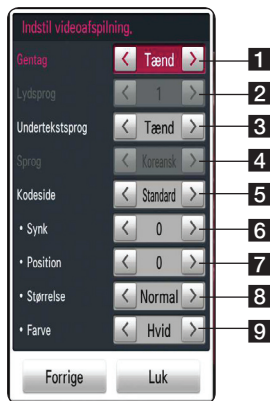 Indstil videoafspilning.
Gentag < Tænd > 1
Lydsprog < 1 > 2
Undertekstsprog < Tænd > 3
Sprog < Koreansk > 4
Kodeside < Standard > 5
• Synk < 0 > 6
• Position < 0 > 7
• Størrelse < Normal > 8
• Farve < Hvid > 9
Forrige Luk